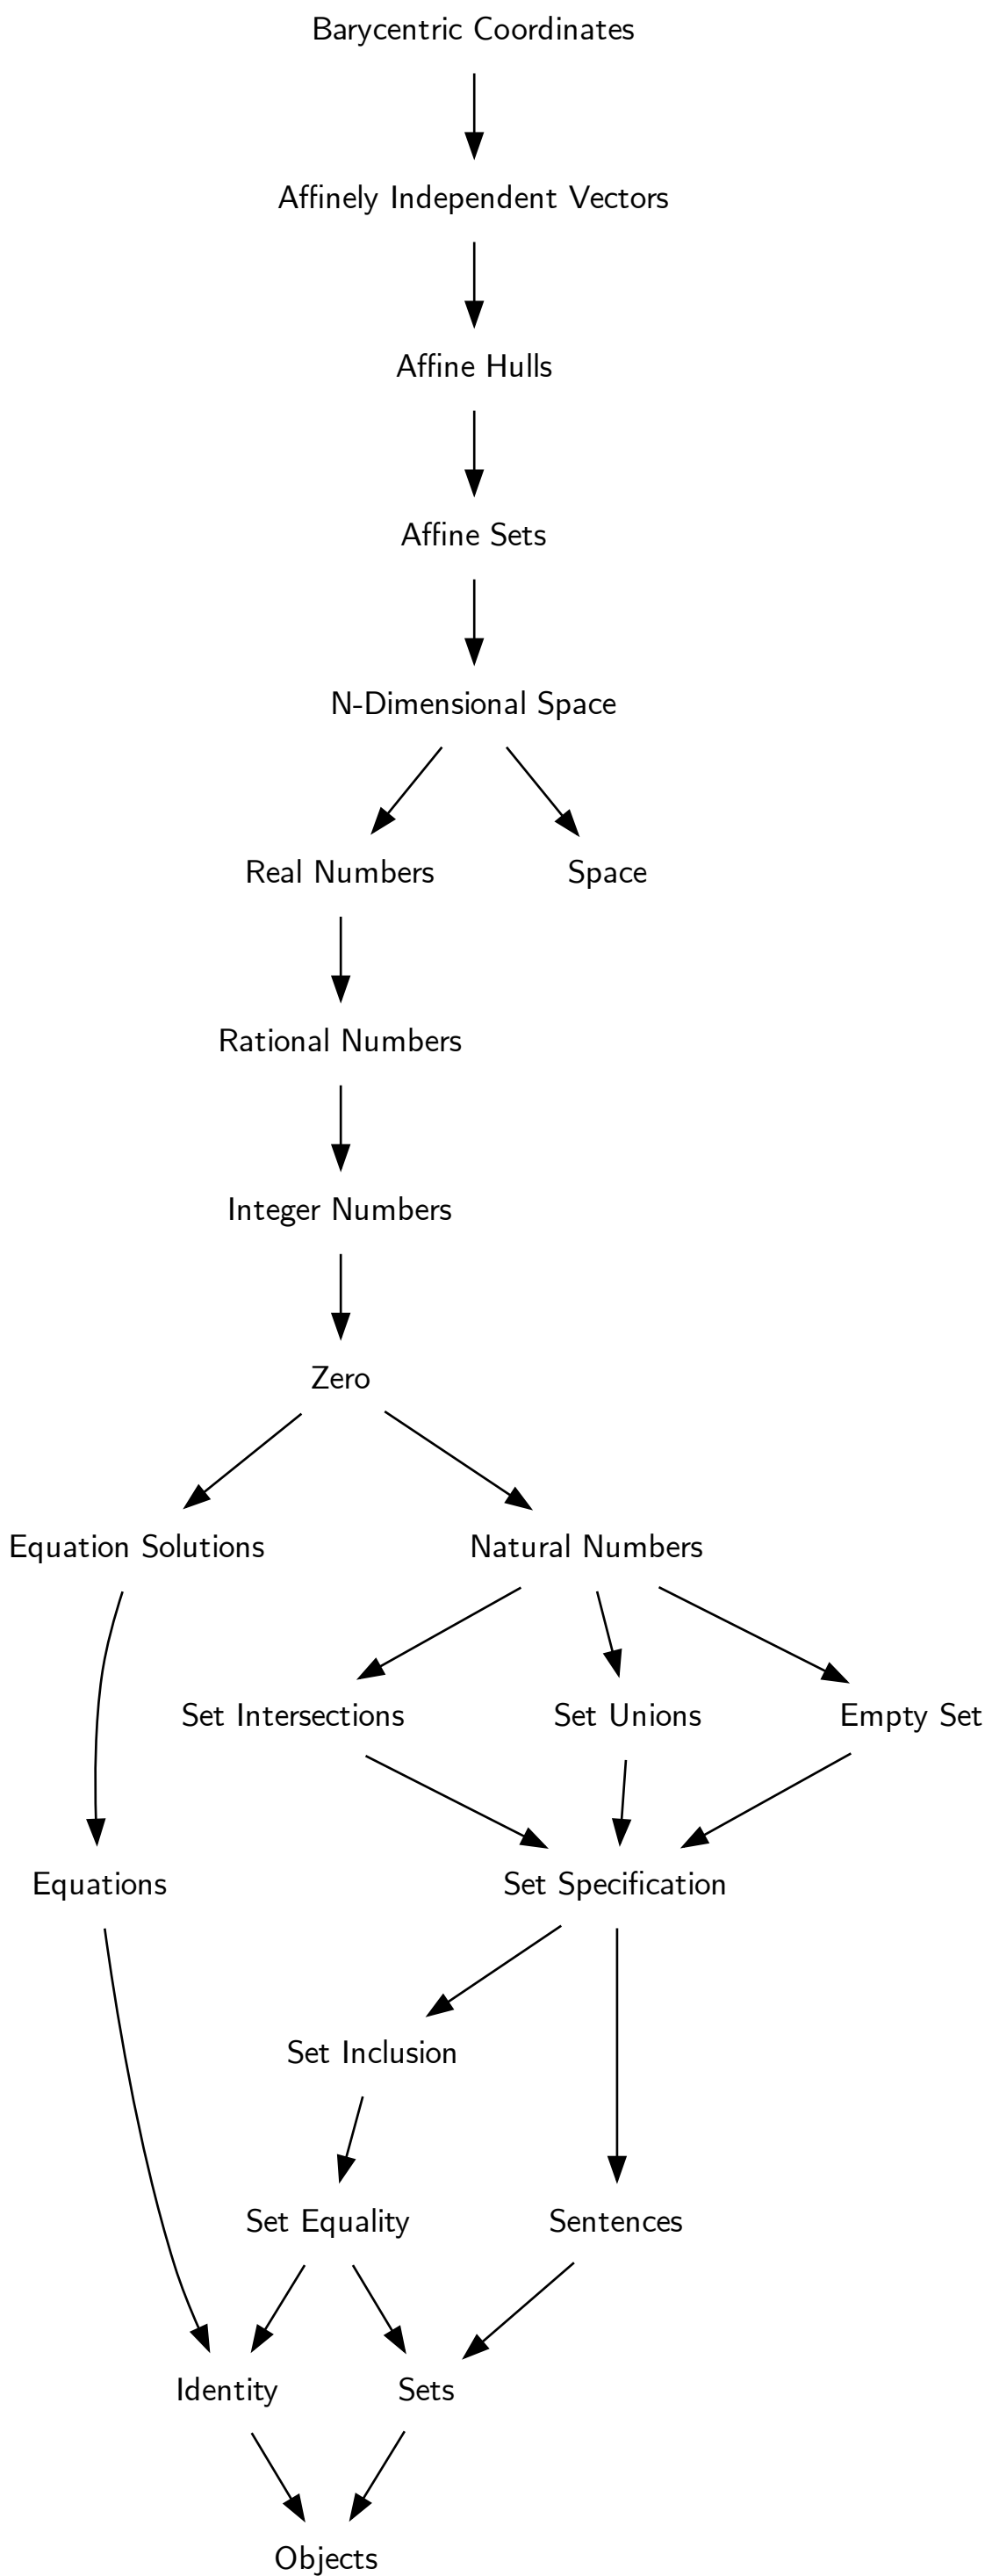 Barycentric Coordinates
Affinely Independent Vectors
Affine Hulls
Affine Sets
N-Dimensional Space
Real Numbers
Space
Rational Numbers
Integer Numbers
Zero
Equation Solutions
Natural Numbers
Set Intersections
Set Unions
Empty Set
Equations
Set Specification
Set Inclusion
Set Equality
Sentences
Identity
Sets
Objects